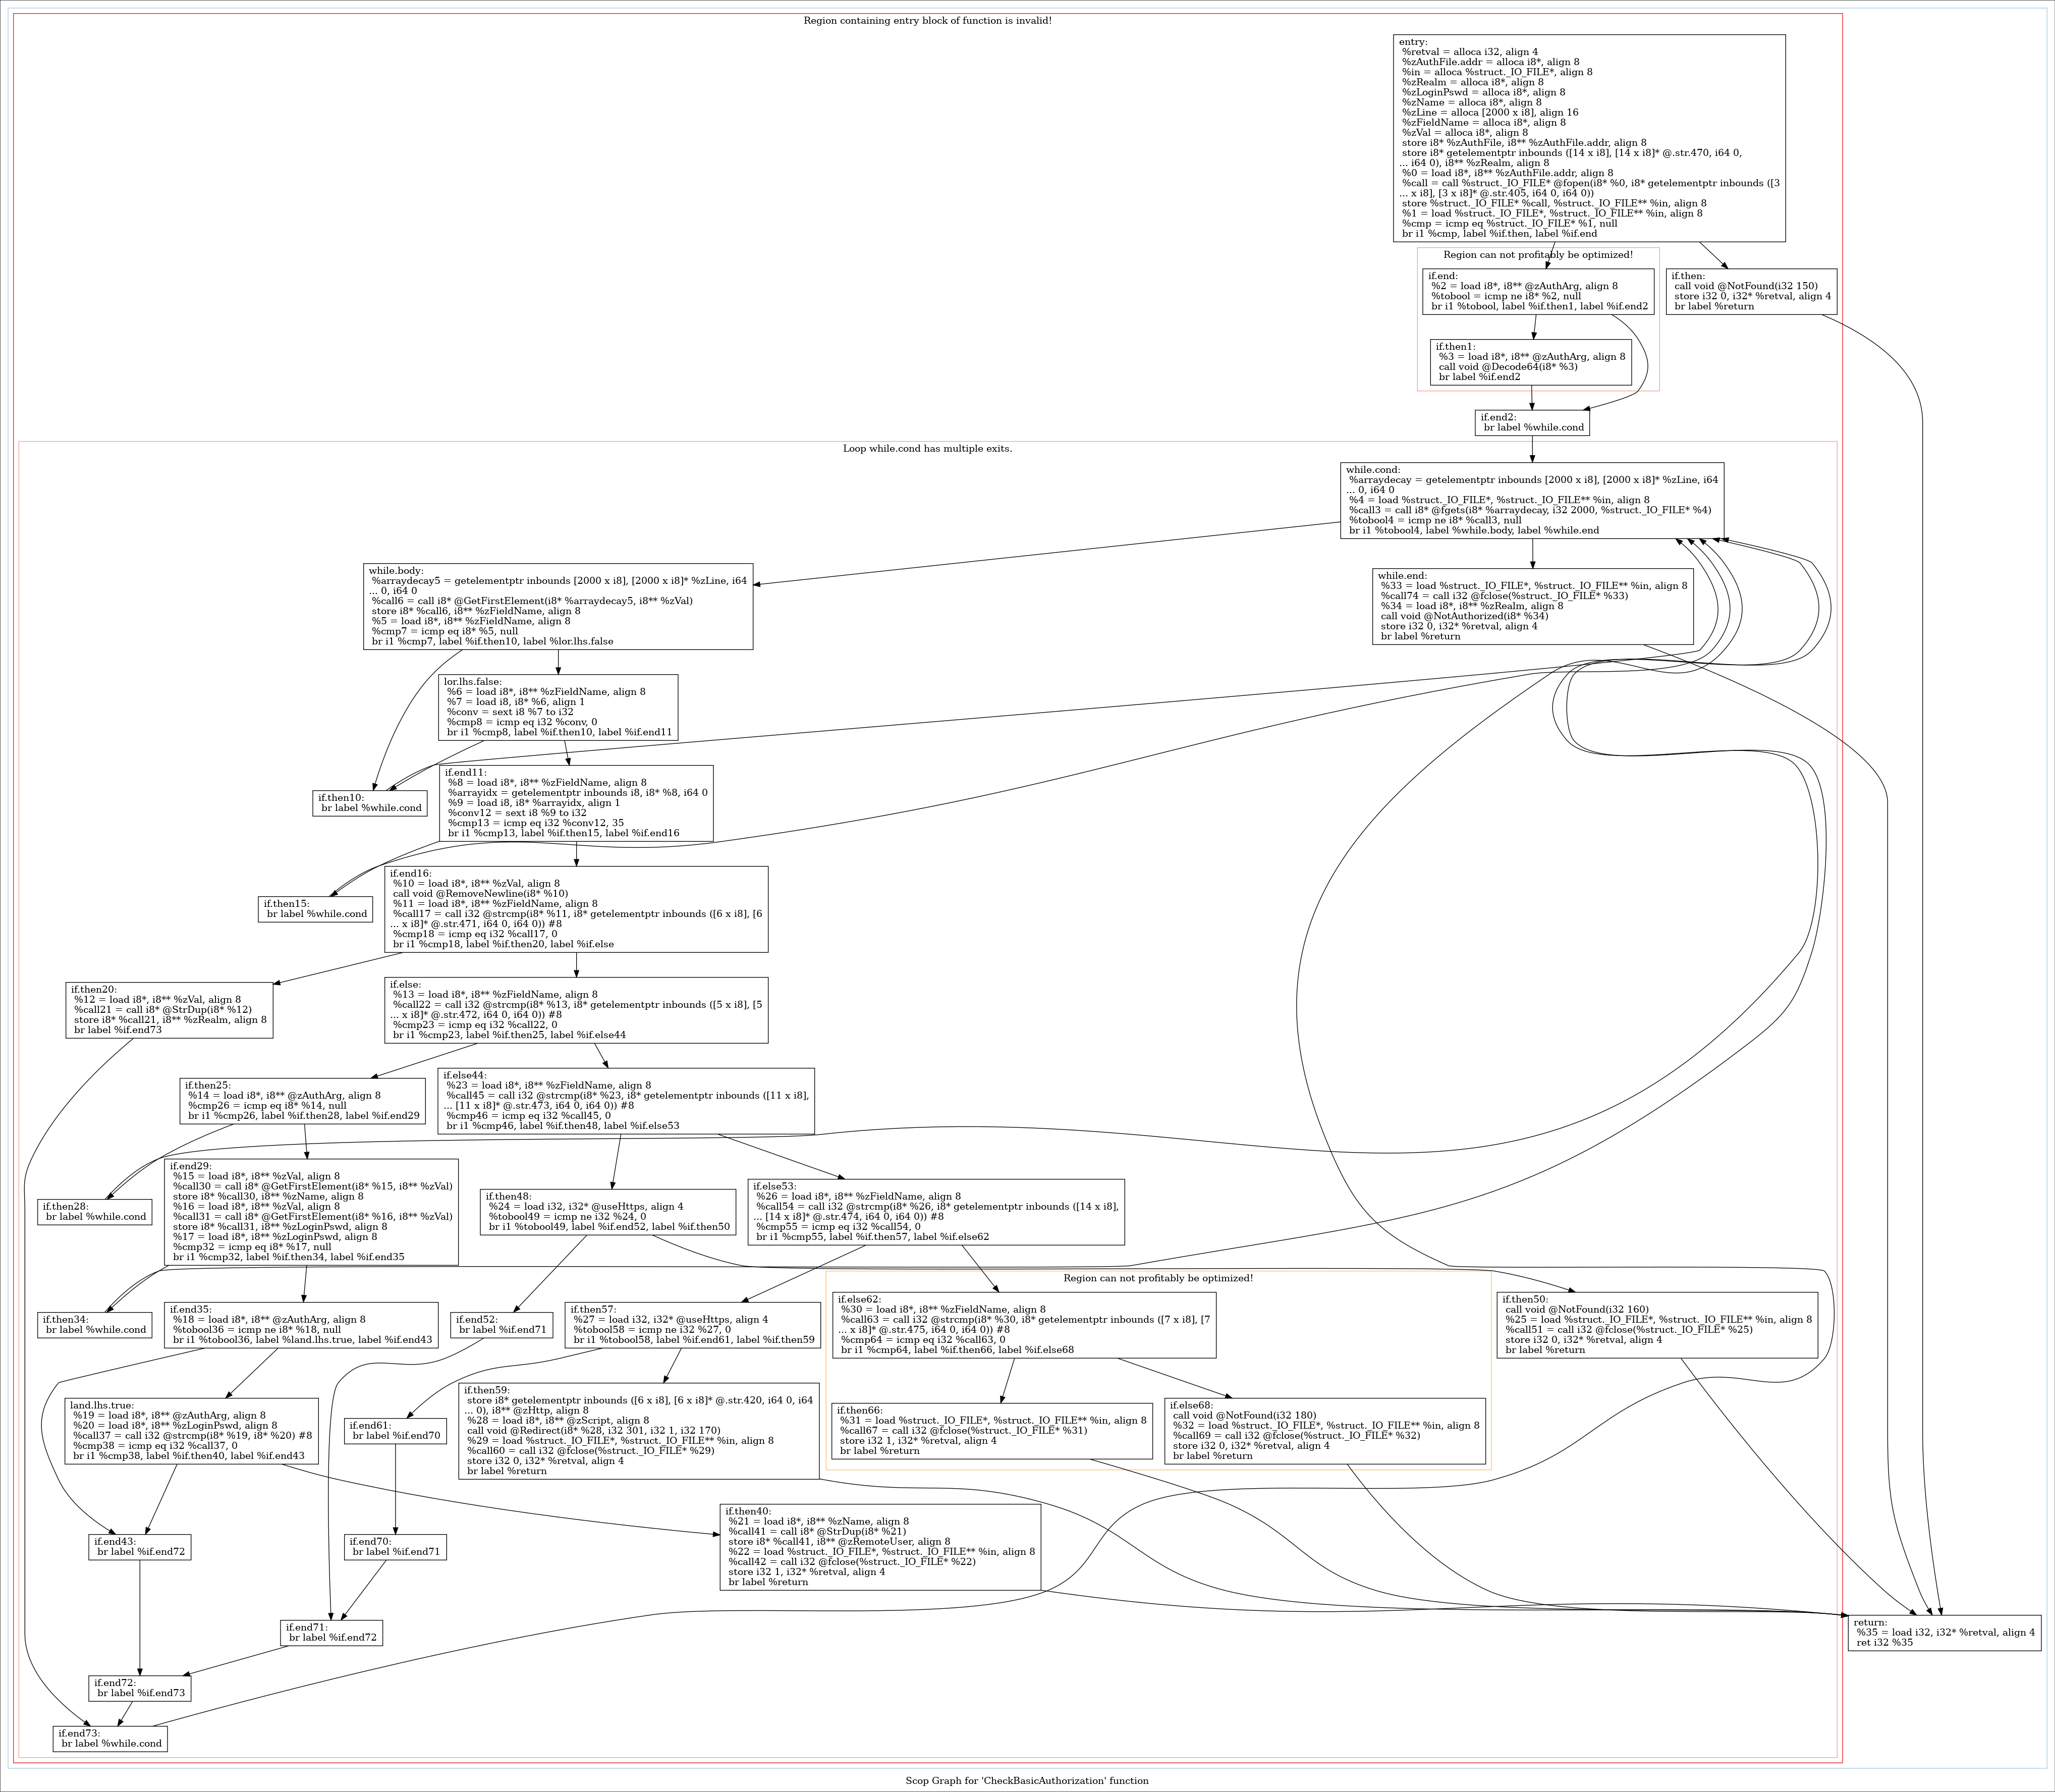 Region containing entry block of function is invalid!
entry:
%retval = alloca i32, align 4
%zAuthFile.addr = alloca i8*, align 8
%in = alloca %struct._IO_FILE*, align 8
%zRealm = alloca i8*, align 8
%zLoginPswd = alloca i8*, align 8
%zName = alloca i8*, align 8
%zLine = alloca [2000 x i8], align 16
%zFieldName = alloca i8*, align 8
%zVal = alloca i8*, align 8
store i8* %zAuthFile, i8** %zAuthFile.addr, align 8
store i8* getelementptr inbounds ([14 x i8], [14 x i8]* @.str.470, i64 0,
... i64 0), i8** %zRealm, align 8
%0 = load i8*, i8** %zAuthFile.addr, align 8
%call = call %struct._IO_FILE* @fopen(i8* %0, i8* getelementptr inbounds ([3
... x i8], [3 x i8]* @.str.405, i64 0, i64 0))
store %struct._IO_FILE* %call, %struct._IO_FILE** %in, align 8
%1 = load %struct._IO_FILE*, %struct._IO_FILE** %in, align 8
%cmp = icmp eq %struct._IO_FILE* %1, null
br i1 %cmp, label %if.then, label %if.end
Region can not profitably be optimized!
if.end:
%2 = load i8*, i8** @zAuthArg, align 8
%tobool = icmp ne i8* %2, null
br i1 %tobool, label %if.then1, label %if.end2
if.then:
call void @NotFound(i32 150)
store i32 0, i32* %retval, align 4
br label %return
if.then1:
%3 = load i8*, i8** @zAuthArg, align 8
call void @Decode64(i8* %3)
br label %if.end2
if.end2:
br label %while.cond
Loop while.cond has multiple exits.
while.cond:
%arraydecay = getelementptr inbounds [2000 x i8], [2000 x i8]* %zLine, i64
... 0, i64 0
%4 = load %struct._IO_FILE*, %struct._IO_FILE** %in, align 8
%call3 = call i8* @fgets(i8* %arraydecay, i32 2000, %struct._IO_FILE* %4)
%tobool4 = icmp ne i8* %call3, null
br i1 %tobool4, label %while.body, label %while.end
while.body:
%arraydecay5 = getelementptr inbounds [2000 x i8], [2000 x i8]* %zLine, i64
... 0, i64 0
%call6 = call i8* @GetFirstElement(i8* %arraydecay5, i8** %zVal)
store i8* %call6, i8** %zFieldName, align 8
%5 = load i8*, i8** %zFieldName, align 8
%cmp7 = icmp eq i8* %5, null
br i1 %cmp7, label %if.then10, label %lor.lhs.false
while.end:
%33 = load %struct._IO_FILE*, %struct._IO_FILE** %in, align 8
%call74 = call i32 @fclose(%struct._IO_FILE* %33)
%34 = load i8*, i8** %zRealm, align 8
call void @NotAuthorized(i8* %34)
store i32 0, i32* %retval, align 4
br label %return
lor.lhs.false:
%6 = load i8*, i8** %zFieldName, align 8
%7 = load i8, i8* %6, align 1
%conv = sext i8 %7 to i32
%cmp8 = icmp eq i32 %conv, 0
br i1 %cmp8, label %if.then10, label %if.end11
if.then10:
br label %while.cond
if.end11:
%8 = load i8*, i8** %zFieldName, align 8
%arrayidx = getelementptr inbounds i8, i8* %8, i64 0
%9 = load i8, i8* %arrayidx, align 1
%conv12 = sext i8 %9 to i32
%cmp13 = icmp eq i32 %conv12, 35
br i1 %cmp13, label %if.then15, label %if.end16
if.then15:
br label %while.cond
if.end16:
%10 = load i8*, i8** %zVal, align 8
call void @RemoveNewline(i8* %10)
%11 = load i8*, i8** %zFieldName, align 8
%call17 = call i32 @strcmp(i8* %11, i8* getelementptr inbounds ([6 x i8], [6
... x i8]* @.str.471, i64 0, i64 0)) #8
%cmp18 = icmp eq i32 %call17, 0
br i1 %cmp18, label %if.then20, label %if.else
if.then20:
%12 = load i8*, i8** %zVal, align 8
%call21 = call i8* @StrDup(i8* %12)
store i8* %call21, i8** %zRealm, align 8
br label %if.end73
if.else:
%13 = load i8*, i8** %zFieldName, align 8
%call22 = call i32 @strcmp(i8* %13, i8* getelementptr inbounds ([5 x i8], [5
... x i8]* @.str.472, i64 0, i64 0)) #8
%cmp23 = icmp eq i32 %call22, 0
br i1 %cmp23, label %if.then25, label %if.else44
if.then25:
%14 = load i8*, i8** @zAuthArg, align 8
%cmp26 = icmp eq i8* %14, null
br i1 %cmp26, label %if.then28, label %if.end29
if.else44:
%23 = load i8*, i8** %zFieldName, align 8
%call45 = call i32 @strcmp(i8* %23, i8* getelementptr inbounds ([11 x i8],
... [11 x i8]* @.str.473, i64 0, i64 0)) #8
%cmp46 = icmp eq i32 %call45, 0
br i1 %cmp46, label %if.then48, label %if.else53
if.then28:
br label %while.cond
if.end29:
%15 = load i8*, i8** %zVal, align 8
%call30 = call i8* @GetFirstElement(i8* %15, i8** %zVal)
store i8* %call30, i8** %zName, align 8
%16 = load i8*, i8** %zVal, align 8
%call31 = call i8* @GetFirstElement(i8* %16, i8** %zVal)
store i8* %call31, i8** %zLoginPswd, align 8
%17 = load i8*, i8** %zLoginPswd, align 8
%cmp32 = icmp eq i8* %17, null
br i1 %cmp32, label %if.then34, label %if.end35
if.then48:
%24 = load i32, i32* @useHttps, align 4
%tobool49 = icmp ne i32 %24, 0
br i1 %tobool49, label %if.end52, label %if.then50
if.else53:
%26 = load i8*, i8** %zFieldName, align 8
%call54 = call i32 @strcmp(i8* %26, i8* getelementptr inbounds ([14 x i8],
... [14 x i8]* @.str.474, i64 0, i64 0)) #8
%cmp55 = icmp eq i32 %call54, 0
br i1 %cmp55, label %if.then57, label %if.else62
if.then34:
br label %while.cond
if.end35:
%18 = load i8*, i8** @zAuthArg, align 8
%tobool36 = icmp ne i8* %18, null
br i1 %tobool36, label %land.lhs.true, label %if.end43
if.end52:
br label %if.end71
if.then57:
%27 = load i32, i32* @useHttps, align 4
%tobool58 = icmp ne i32 %27, 0
br i1 %tobool58, label %if.end61, label %if.then59
Region can not profitably be optimized!
if.else62:
%30 = load i8*, i8** %zFieldName, align 8
%call63 = call i32 @strcmp(i8* %30, i8* getelementptr inbounds ([7 x i8], [7
... x i8]* @.str.475, i64 0, i64 0)) #8
%cmp64 = icmp eq i32 %call63, 0
br i1 %cmp64, label %if.then66, label %if.else68
if.then50:
call void @NotFound(i32 160)
%25 = load %struct._IO_FILE*, %struct._IO_FILE** %in, align 8
%call51 = call i32 @fclose(%struct._IO_FILE* %25)
store i32 0, i32* %retval, align 4
br label %return
land.lhs.true:
%19 = load i8*, i8** @zAuthArg, align 8
%20 = load i8*, i8** %zLoginPswd, align 8
%call37 = call i32 @strcmp(i8* %19, i8* %20) #8
%cmp38 = icmp eq i32 %call37, 0
br i1 %cmp38, label %if.then40, label %if.end43
if.end61:
br label %if.end70
if.then59:
store i8* getelementptr inbounds ([6 x i8], [6 x i8]* @.str.420, i64 0, i64
... 0), i8** @zHttp, align 8
%28 = load i8*, i8** @zScript, align 8
call void @Redirect(i8* %28, i32 301, i32 1, i32 170)
%29 = load %struct._IO_FILE*, %struct._IO_FILE** %in, align 8
%call60 = call i32 @fclose(%struct._IO_FILE* %29)
store i32 0, i32* %retval, align 4
br label %return
if.then66:
%31 = load %struct._IO_FILE*, %struct._IO_FILE** %in, align 8
%call67 = call i32 @fclose(%struct._IO_FILE* %31)
store i32 1, i32* %retval, align 4
br label %return
if.else68:
call void @NotFound(i32 180)
%32 = load %struct._IO_FILE*, %struct._IO_FILE** %in, align 8
%call69 = call i32 @fclose(%struct._IO_FILE* %32)
store i32 0, i32* %retval, align 4
br label %return
if.then40:
%21 = load i8*, i8** %zName, align 8
%call41 = call i8* @StrDup(i8* %21)
store i8* %call41, i8** @zRemoteUser, align 8
%22 = load %struct._IO_FILE*, %struct._IO_FILE** %in, align 8
%call42 = call i32 @fclose(%struct._IO_FILE* %22)
store i32 1, i32* %retval, align 4
br label %return
if.end43:
br label %if.end72
if.end70:
br label %if.end71
if.end71:
br label %if.end72
return:
%35 = load i32, i32* %retval, align 4
ret i32 %35
if.end72:
br label %if.end73
if.end73:
br label %while.cond
Scop Graph for 'CheckBasicAuthorization' function